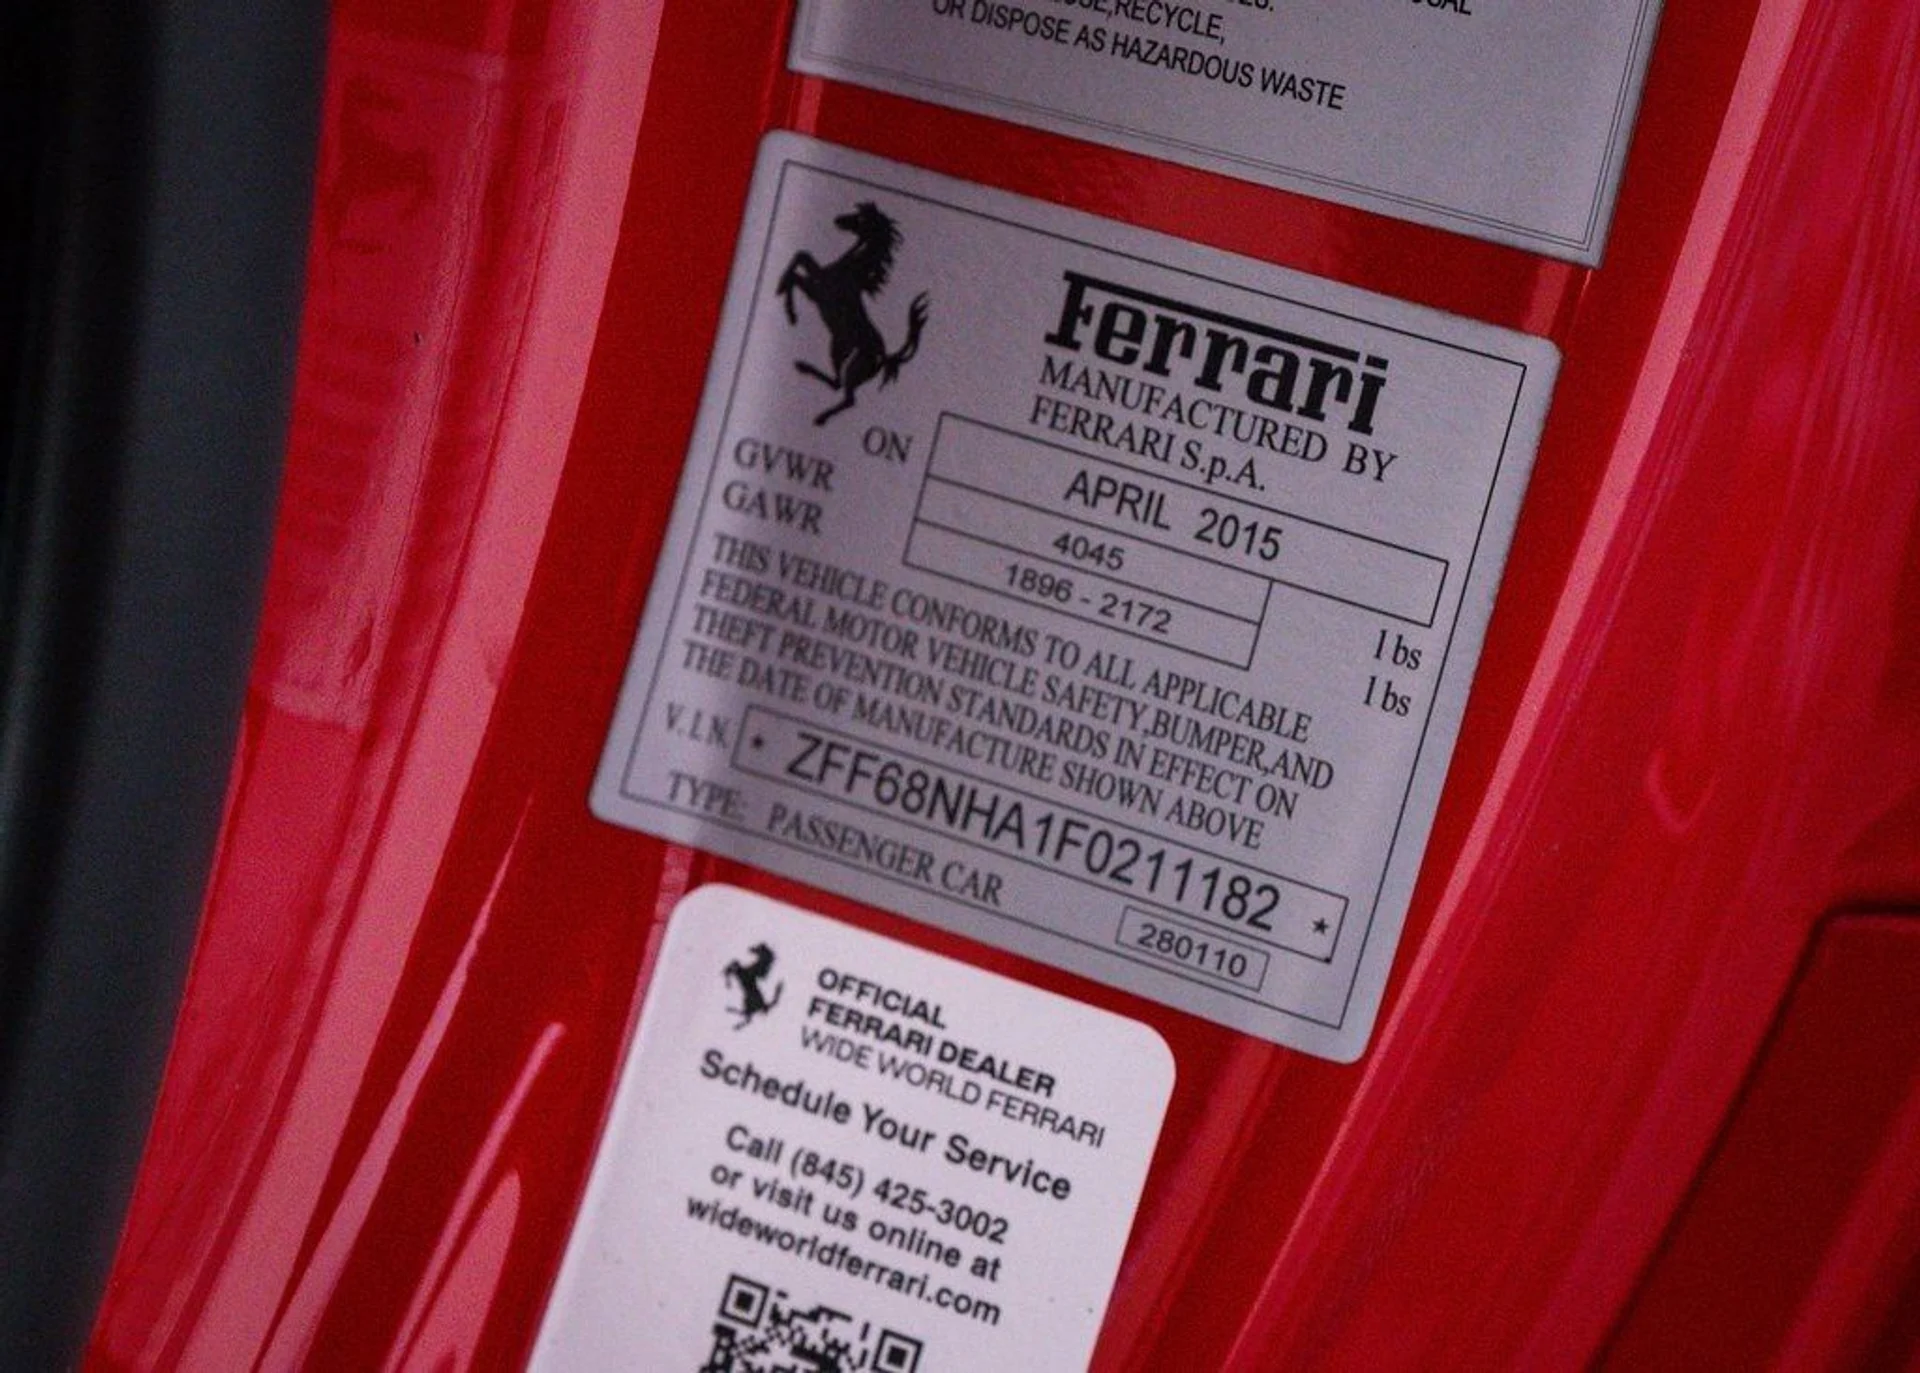 RECYCLE,
OR DISPOSE AS HAZARDOUS WASTE
Ferrari
MANUFACTURED BY
FERRARI S.p.A.
ON APRIL 2015
GVWR 4045 lbs
GAWR 1896 - 2172 lbs
THIS VEHICLE CONFORMS TO ALL APPLICABLE
FEDERAL MOTOR VEHICLE SAFETY,BUMPER,AND
THEFT PREVENTION STANDARDS IN EFFECT ON
THE DATE OF MANUFACTURE SHOWN ABOVE
V.I.N. * ZFF68NHA1F0211182 *
TYPE: PASSENGER CAR
280110
OFFICIAL
FERRARI DEALER
WIDE WORLD FERRARI
Schedule Your Service
Call (845) 425-3002
or visit us online at
wideworldferrari.com